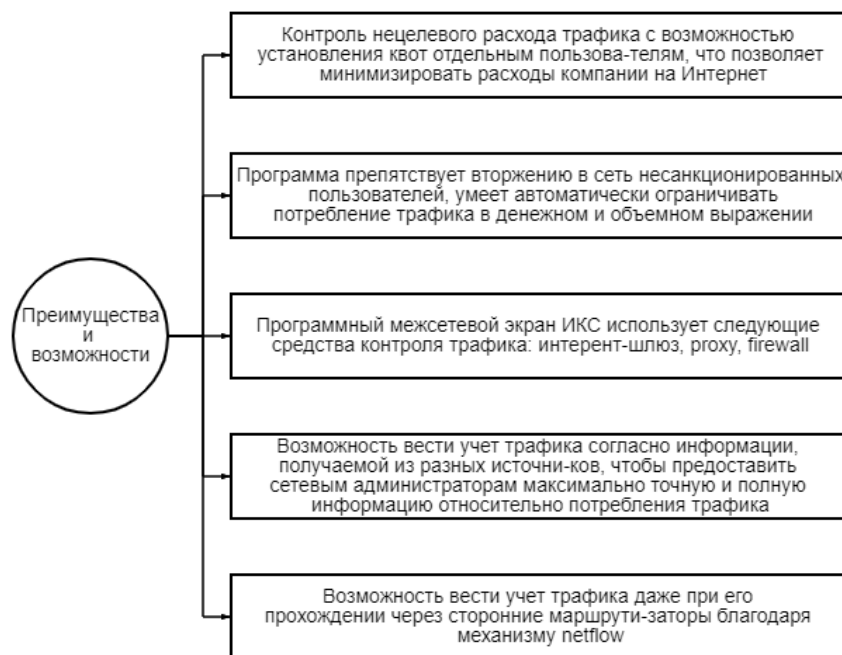 Контроль нецелевого расхода трафика с возможностью
установления квот отдельным пользова-телям, что позволяет
минимизировать расходы компании на Интернет
Программа препятствует вторжению в сеть несанкционированных
пользователей, умеет автоматически ограничивать
потребление трафика в денежном и объемном выражении
Преимущества
и
возможности
Программный межсетевой экран ИКС использует следующие
средства контроля трафика: интерент-шлюз, proxy, firewall
Возможность вести учет трафика согласно информации,
получаемой из разных источни-ков, чтобы предоставить
сетевым администраторам максимально точную и полную
информацию относительно потребления трафика
Возможность вести учет трафика даже при его
прохождении через сторонние маршрути-заторы благодаря
механизму netflow